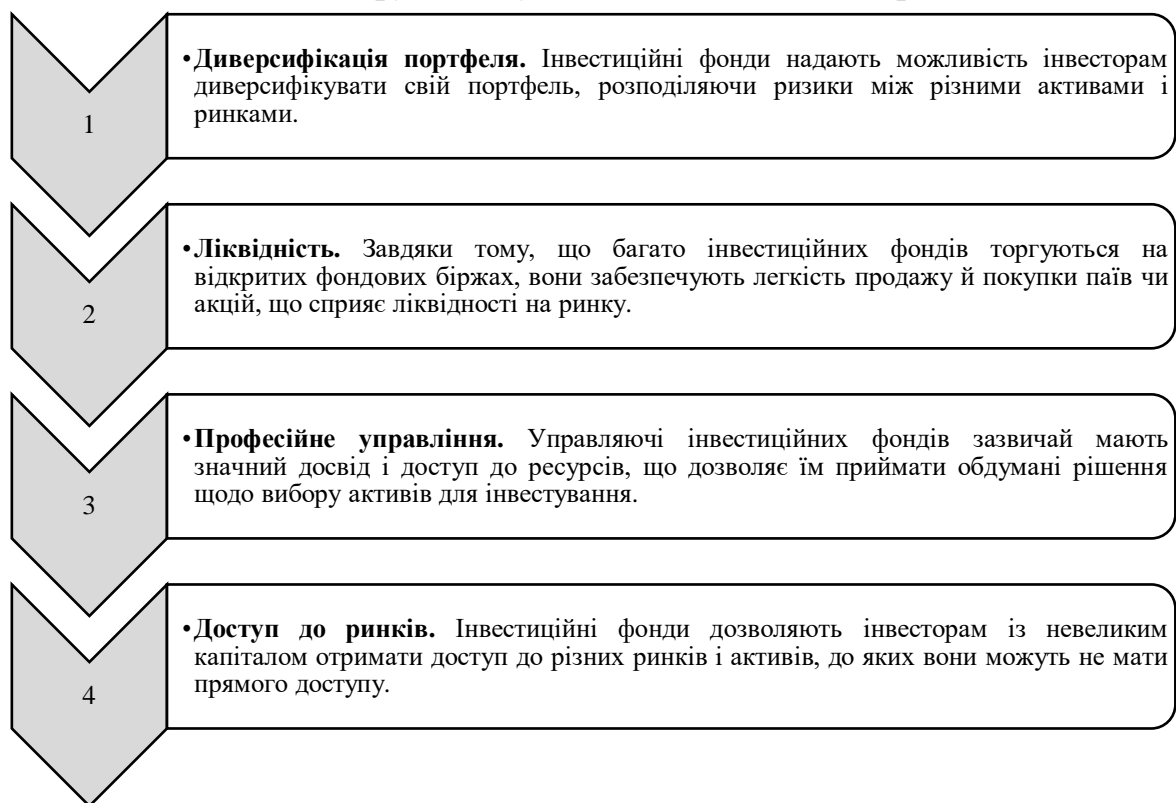 1
•Диверсифікація портфеля. Інвестиційні фонди надають можливість інвесторам
диверсифікувати свій портфель, розподіляючи ризики між різними активами і
ринками.
2
•Ліквідність. Завдяки тому, що багато інвестиційних фондів торгуються на
відкритих фондових біржах, вони забезпечують легкість продажу й покупки паїв чи
акцій, що сприяє ліквідності на ринку.
3
•Професійне управління. Управляючі інвестиційних фондів зазвичай мають
значний досвід і доступ до ресурсів, що дозволяє їм приймати обдумані рішення
щодо вибору активів для інвестування.
4
•Доступ до ринків. Інвестиційні фонди дозволяють інвесторам із невеликим
капіталом отримати доступ до різних ринків і активів, до яких вони можуть не мати
прямого доступу.